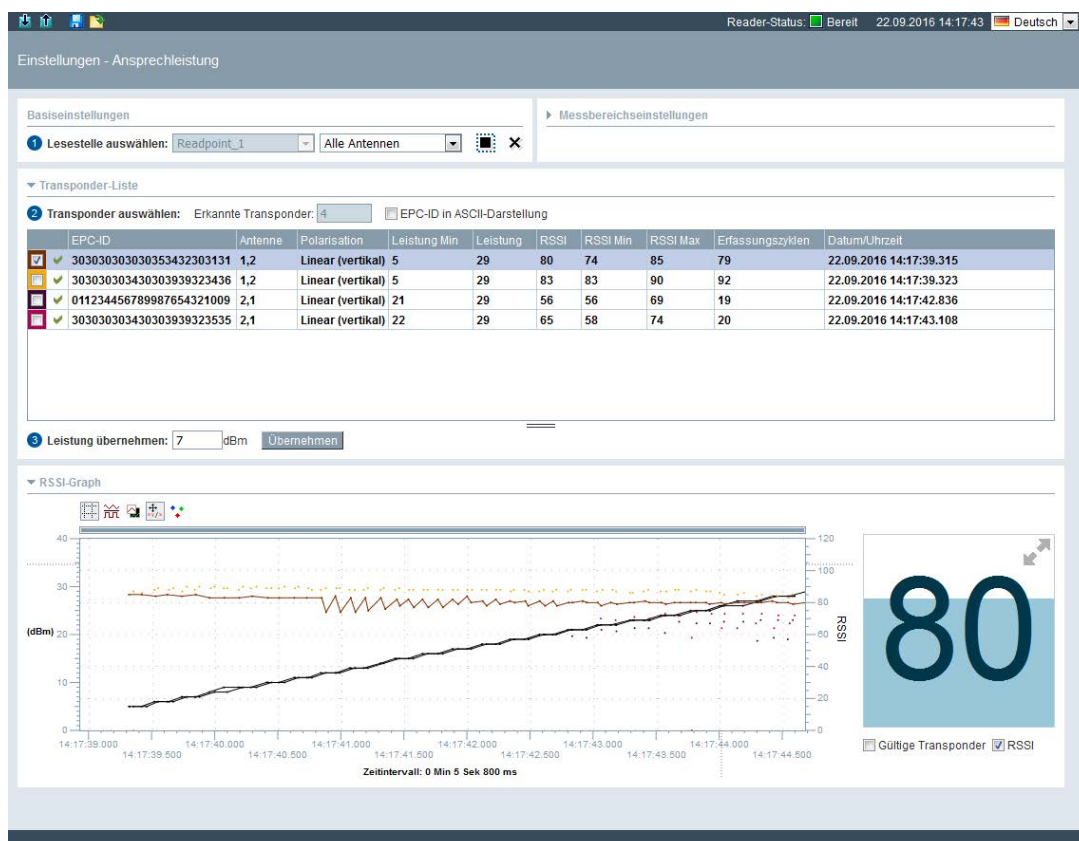 Reader-Status: Bereit 22.09.2016 14:17:43 Deutsch
Einstellungen - Ansprechleistung
Basiseinstellungen
Messbereichseinstellungen
1 Lesestelle auswählen: Readpoint_1 Alle Antennen
Transponder-Liste
2 Transponder auswählen: Erkannte Transponder: 4 EPC-ID in ASCII-Darstellung
EPC-ID Antenne Polarisation Leistung Min Leistung RSSI RSSI Min RSSI Max Erfassungszyklen Datum/Uhrzeit
303030303030353432303131 1,2 Linear (vertikal) 5 29 80 74 85 79 22.09.2016 14:17:39.315
303030303430303939323436 1,2 Linear (vertikal) 5 29 83 83 90 92 22.09.2016 14:17:39.323
011234456789987654321009 2,1 Linear (vertikal) 21 29 56 56 69 19 22.09.2016 14:17:42.836
303030303430303939323535 2,1 Linear (vertikal) 22 29 65 58 74 20 22.09.2016 14:17:43.108
3 Leistung übernehmen: 7 dBm Übernehmen
RSSI-Graph
40
30
(dBm) 20
10
0
120
100
80
60
40
20
0
RSSI
14:17:39.000 14:17:40.000 14:17:41.000 14:17:42.000 14:17:43.000 14:17:44.000
14:17:39.500 14:17:40.500 14:17:41.500 14:17:42.500 14:17:43.500 14:17:44.500
Zeitintervall: 0 Min 5 Sek 800 ms
80
Gültige Transponder RSSI